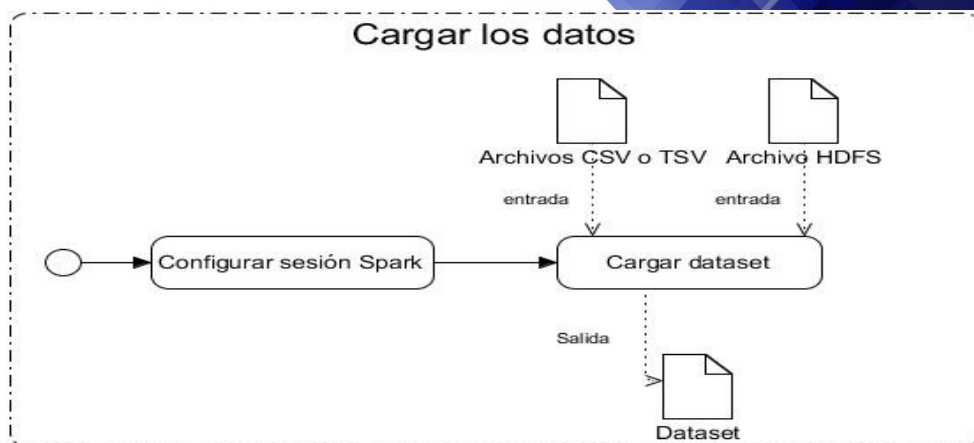 Cargar los datos
Archivos CSV o TSV
Archivo HDFS
entrada
entrada
Configurar sesión Spark
Cargar dataset
Salida
Dataset